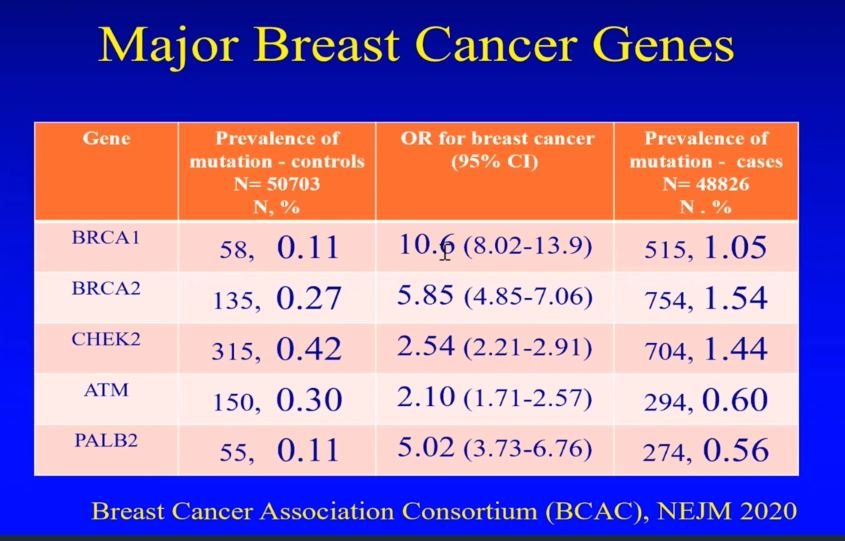 Major Breast Cancer Genes
Gene
Prevalence of
mutation - controls
N= 50703
N, %
OR for breast cancer
(95% CI)
Prevalence of
mutation - cases
N= 48826
N . %
BRCA1 58, 0.11 10.6 (8.02-13.9) 515, 1.05
BRCA2 135, 0.27 5.85 (4.85-7.06) 754, 1.54
CHEK2 315, 0.42 2.54 (2.21-2.91) 704, 1.44
ATM 150, 0.30 2.10 (1.71-2.57) 294, 0.60
PALB2 55, 0.11 5.02 (3.73-6.76) 274, 0.56
Breast Cancer Association Consortium (BCAC), NEJM 2020